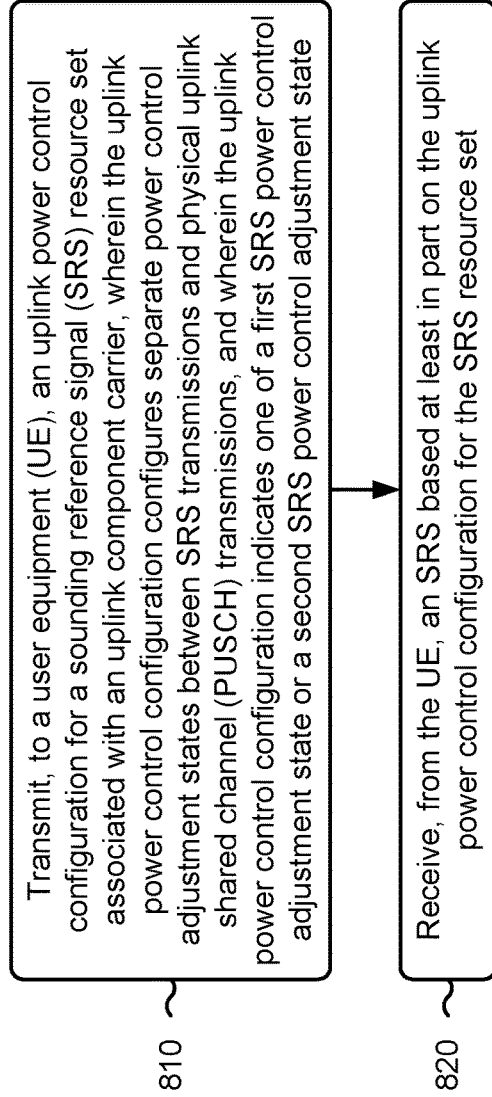 810
Transmit, to a user equipment (UE), an uplink power control
configuration for a sounding reference signal (SRS) resource set
associated with an uplink component carrier, wherein the uplink
power control configuration configures separate power control
adjustment states between SRS transmissions and physical uplink
shared channel (PUSCH) transmissions, and wherein the uplink
power control configuration indicates one of a first SRS power control
adjustment state or a second SRS power control adjustment state
820
Receive, from the UE, an SRS based at least in part on the uplink
power control configuration for the SRS resource set